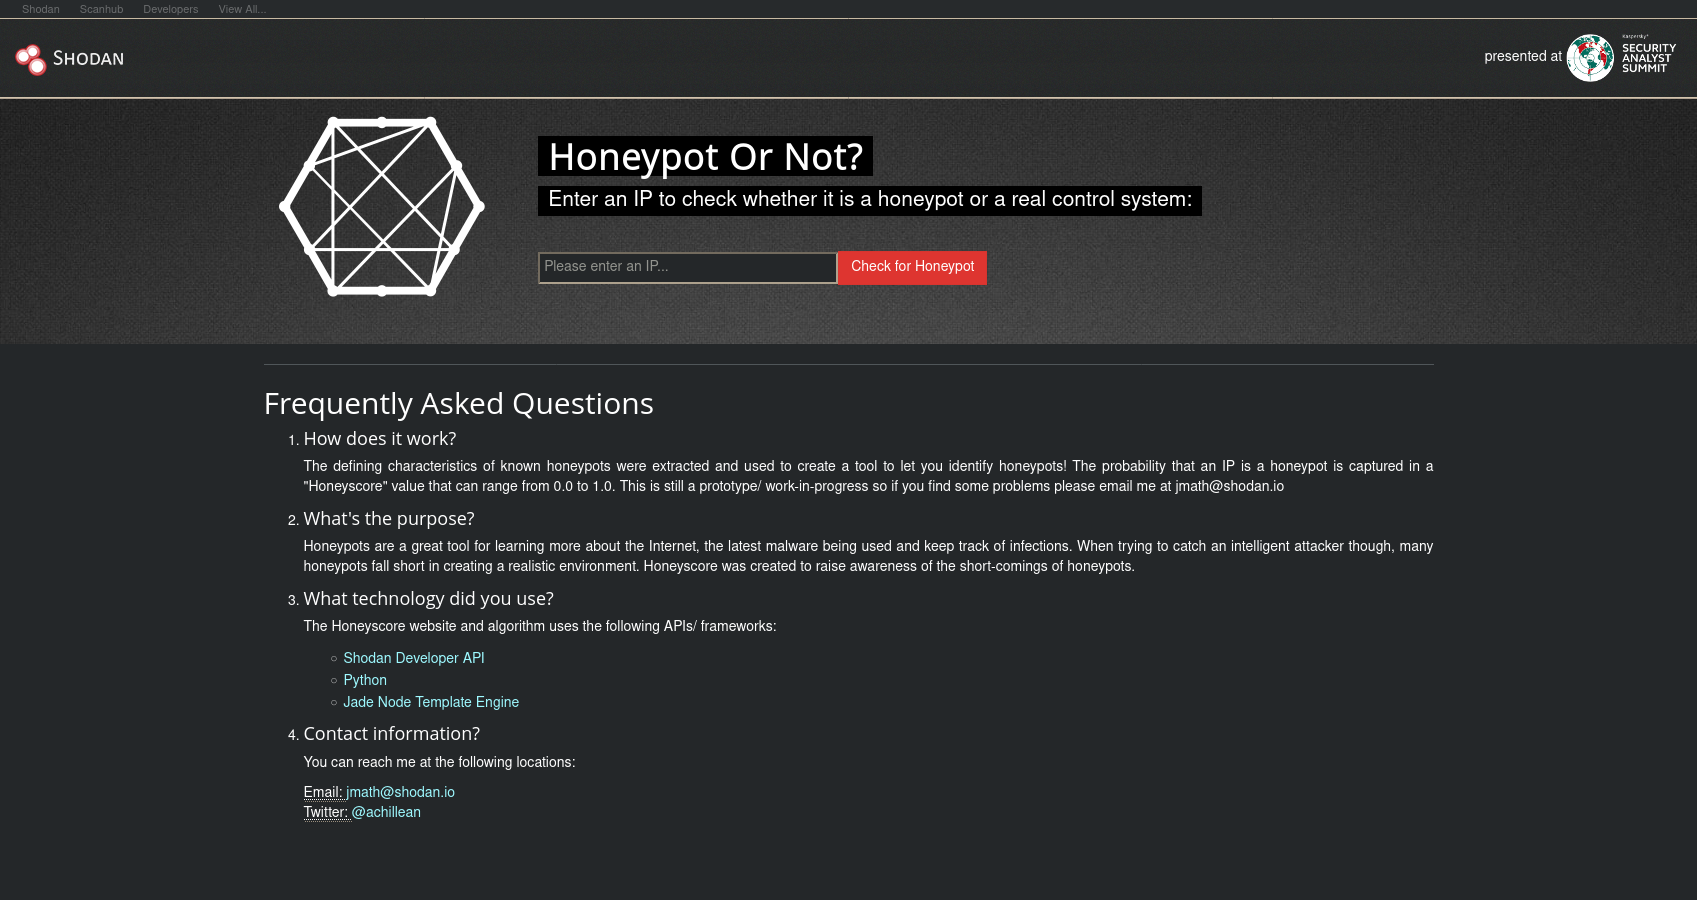 Shodan Scanhub Developers View All...
SHODAN
presented at
Kaspersky
SECURITY
ANALYST
SUMMIT
Honeypot Or Not?
Enter an IP to check whether it is a honeypot or a real control system:
Please enter an IP... Check for Honeypot
Frequently Asked Questions
1. How does it work?
The defining characteristics of known honeypots were extracted and used to create a tool to let you identify honeypots! The probability that an IP is a honeypot is captured in a
"Honeyscore" value that can range from 0.0 to 1.0. This is still a prototype/ work-in-progress so if you find some problems please email me at jmath@shodan.io
2. What's the purpose?
Honeypots are a great tool for learning more about the Internet, the latest malware being used and keep track of infections. When trying to catch an intelligent attacker though, many
honeypots fall short in creating a realistic environment. Honeyscore was created to raise awareness of the short-comings of honeypots.
3. What technology did you use?
The Honeyscore website and algorithm uses the following APIs/ frameworks:
○ Shodan Developer API
○ Python
○ Jade Node Template Engine
4. Contact information?
You can reach me at the following locations:
Email: jmath@shodan.io
Twitter: @achillean